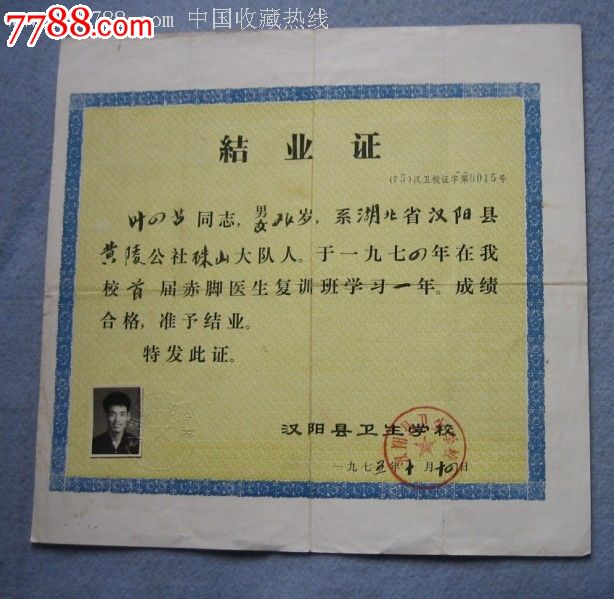 7788.com 中国收藏热线
結业证
(75)汉卫校证字第0015号
叶四吕同志,男女24岁,系湖北省汉阳县
黄陵公社硃山大队人。于一九七四年在我
校首届赤脚医生复训班学习一年。成绩
合格,准予结业。
特发此证。
汉阳县卫生学校
一九七五年十月十四日